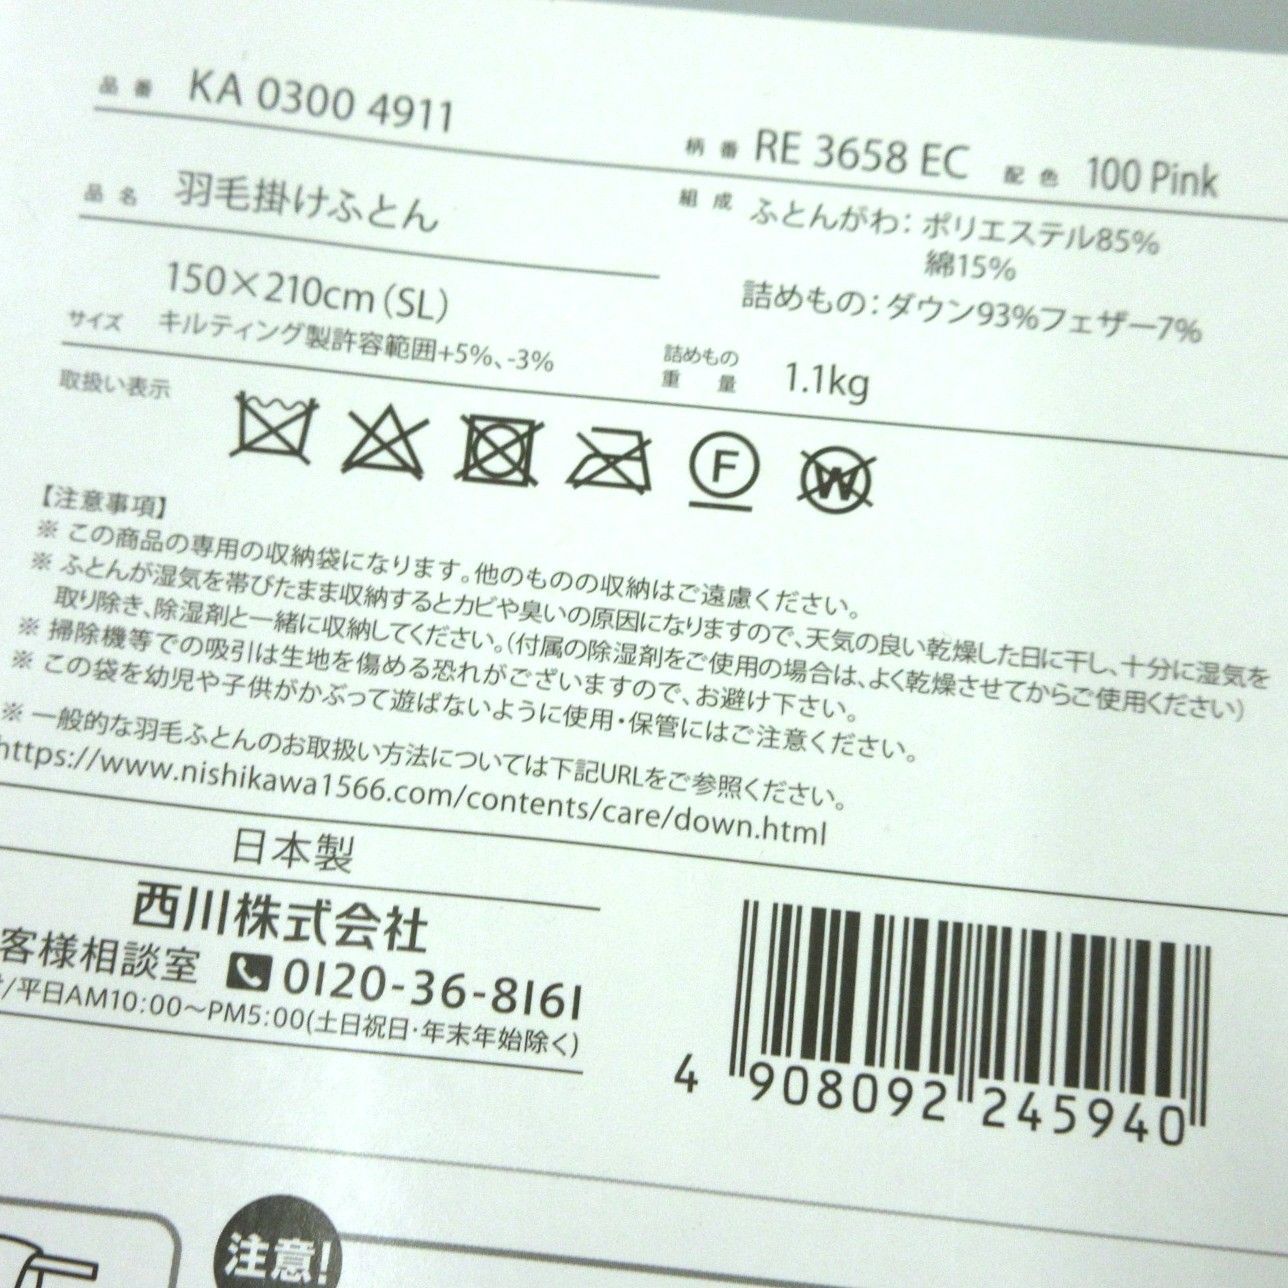 品番 KA 0300 4911
柄番 RE 3658 EC 配色 100 Pink
品名 羽毛掛けふとん
組成 ふとんがわ：ポリエステル85%
綿15%
詰めもの：ダウン93%フェザー7%
150×210cm（SL）
サイズ キルティング製許容範囲+5%、-3%
詰めもの
重量 1.1kg
取扱い表示
F
W
【注意事項】
※ この商品の専用の収納袋になります。他のものの収納はご遠慮ください。
※ ふとんが湿気を帯びたまま収納するとカビや臭いの原因になりますので、天気の良い乾燥した日に干し、十分に湿気を
取り除き、除湿剤と一緒に収納してください。（付属の除湿剤をご使用の場合は、よく乾燥させてからご使用ください）
※ 掃除機等での吸引は生地を傷める恐れがございますので、お避け下さい。
※ この袋を幼児や子供がかぶって遊ばないように使用・保管にはご注意ください。
※ 一般的な羽毛ふとんのお取扱い方法については下記URLをご参照ください。
https://www.nishikawa1566.com/contents/care/down.html
日本製
西川株式会社
客様相談室 0120-36-8161
/平日AM10:00～PM5:00(土日祝日・年末年始除く)
4 908092 245940
注意!